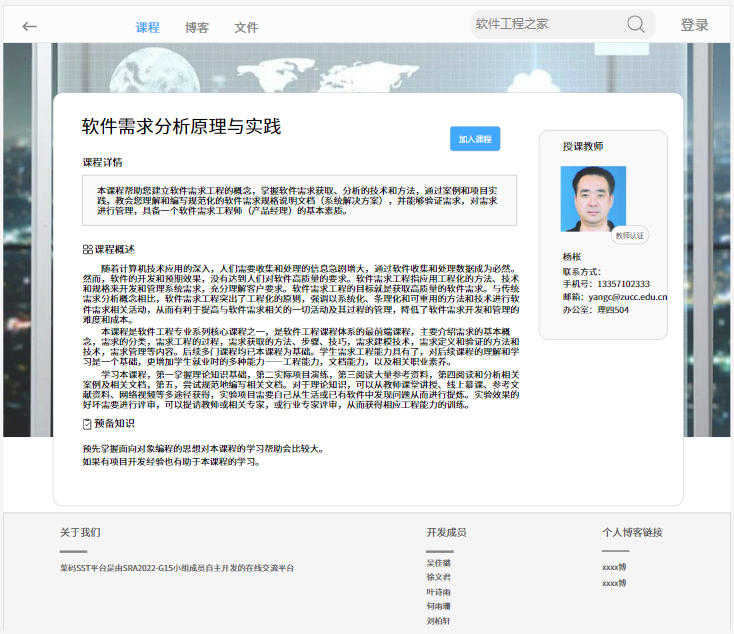 课程 博客 文件 软件工程之家 登录
软件需求分析原理与实践
加入课程
课程详情
本课程帮助您建立软件需求工程的概念，掌握软件需求获取、分析的技术和方法，通过案例和项目实
践，教会您理解和编写规范化的软件需求规格说明文档（系统解决方案），并能够验证需求，对需求
进行管理，具备一个软件需求工程师（产品经理）的基本素质。
课程概述
随着计算机技术应用的深入，人们需要收集和处理的信息急剧增大，通过软件收集和处理数据成为必然。
然而，软件的开发和预期效果，没有达到人们对软件高质量的要求。软件需求工程指应用工程化的方法、技术
和规格来开发和管理系统需求，充分理解客户要求。软件需求工程的目标就是获取高质量的软件需求。与传统
需求分析概念相比，软件需求工程突出了工程化的原则，强调以系统化、条理化和可重用的方法和技术进行软
件需求相关活动，从而有利于提高与软件需求相关的一切活动及其过程的管理，降低了软件需求开发和管理的
难度和成本。
本课程是软件工程专业系列核心课程之一，是软件工程课程体系的最前端课程，主要介绍需求的基本概
念，需求的分类，需求工程的过程，需求获取的方法、步骤、技巧，需求建模技术，需求定义和验证的方法和
技术，需求管理等内容。后续多门课程均已本课程为基础。学生需求工程能力具有了，对后续课程的理解和学
习是一个基础，更增加学生就业时的多种能力——工程能力，文档能力，以及相关职业素养。
学习本课程，第一掌握理论知识基础，第二实际项目演练，第三阅读大量参考资料，第四阅读和分析相关
案例及相关文档，第五，尝试规范地编写相关文档。对于理论知识，可以从教师课堂讲授、线上慕课、参考文
献资料、网络视频等多途径获得，实验项目需要自己从生活或已有软件中发现问题从而进行提炼。实验效果的
好坏需要进行评审，可以提请教师或相关专家，或行业专家评审，从而获得相应工程能力的训练。
预备知识
预先掌握面向对象编程的思想对本课程的学习帮助会比较大。
如果有项目开发经验也有助于本课程的学习。
授课教师
教师认证
杨枨
联系方式：
手机号：13357102333
邮箱：yangc@zucc.edu.cn
办公室：理四504
关于我们
菜码SST平台是由SRA2022-G15小组成员自主开发的在线交流平台
开发成员
吴佳璐
徐文君
叶诗雨
何雨珊
刘柏轩
个人博客链接
xxxx博
xxxx博